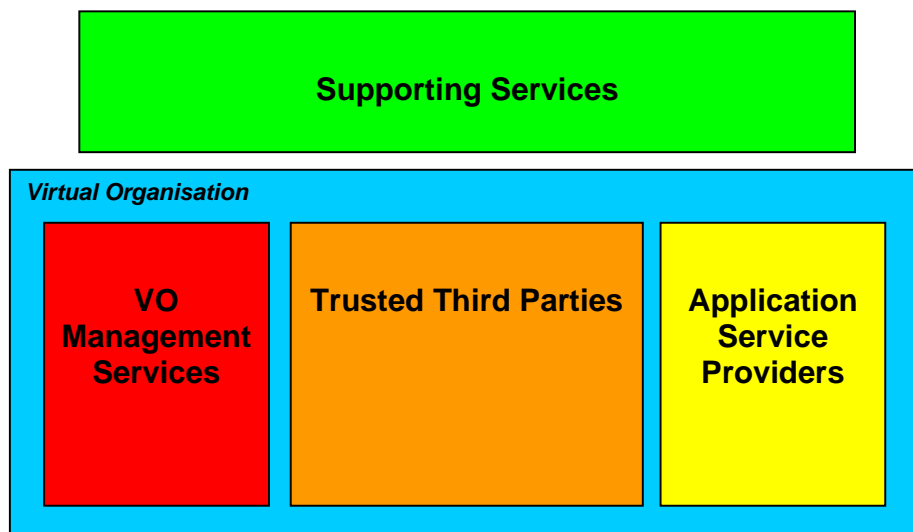 Supporting Services
Virtual Organisation
VO
Management
Services
Trusted Third Parties
Application
Service
Providers